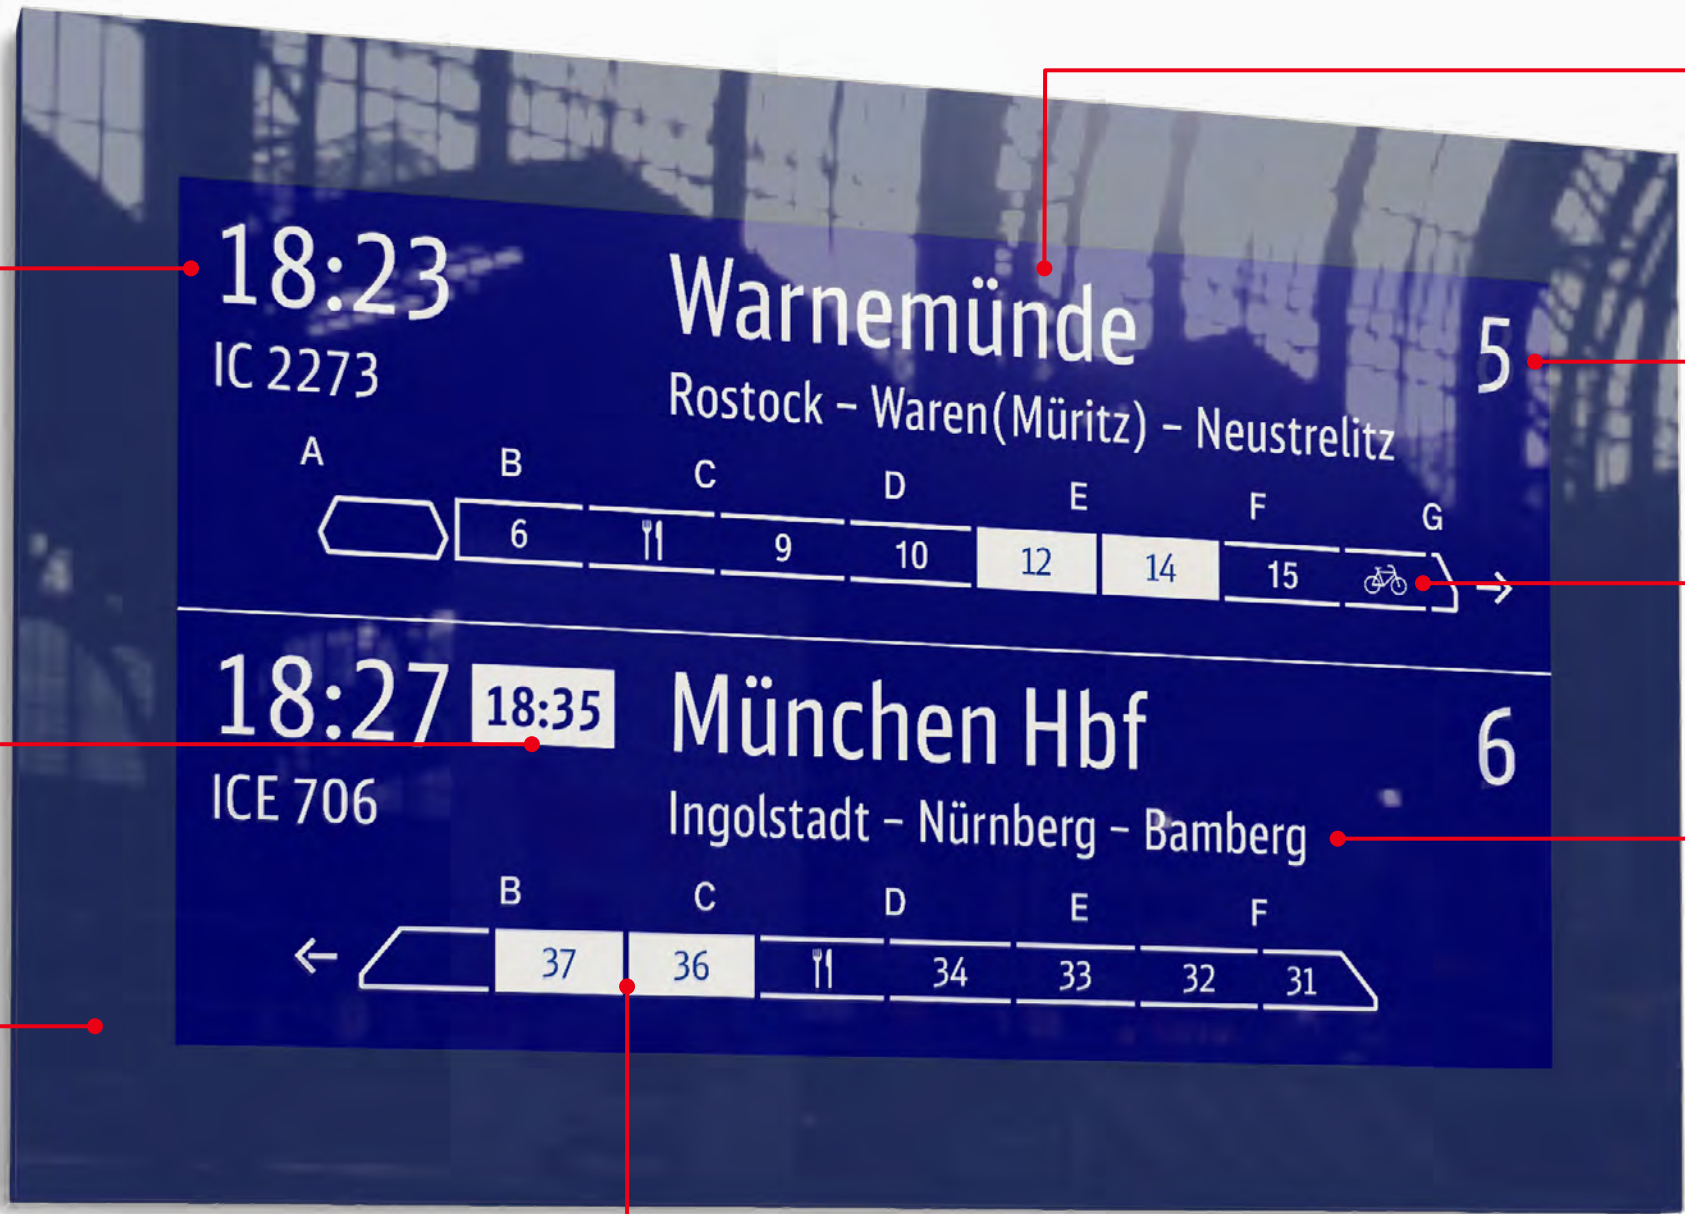 18:23 Warnemünde 5
IC 2273 Rostock – Waren(Müritz) – Neustrelitz
A B C D E F G
6 9 10 12 14 15
18:27 18:35 München Hbf 6
ICE 706 Ingolstadt – Nürnberg – Bamberg
B C D E F
37 36 34 33 32 31